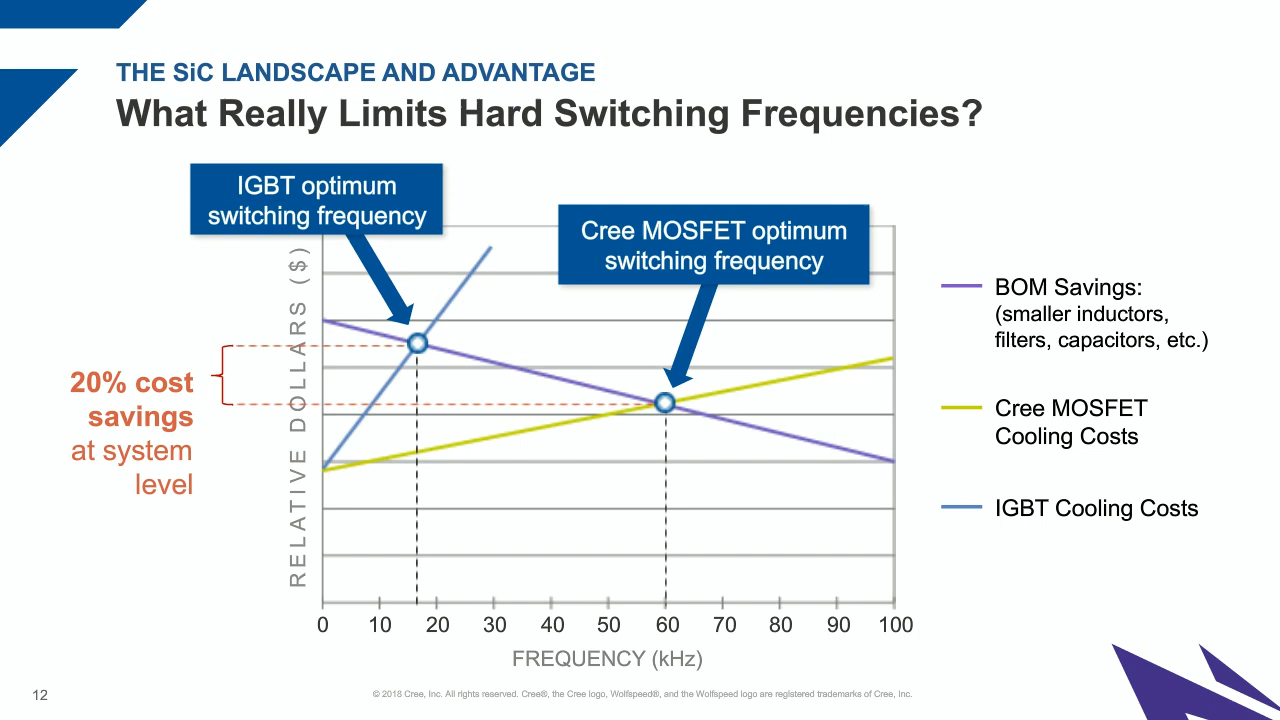 THE SiC LANDSCAPE AND ADVANTAGE
What Really Limits Hard Switching Frequencies?
IGBT optimum
switching frequency
Cree MOSFET optimum
switching frequency
RELATIVE DOLLARS ($)
20% cost
savings
at system
level
BOM Savings:
(smaller inductors,
filters, capacitors, etc.)
Cree MOSFET
Cooling Costs
IGBT Cooling Costs
0 10 20 30 40 50 60 70 80 90 100
FREQUENCY (kHz)
12
© 2018 Cree, Inc. All rights reserved. Cree®, the Cree logo, Wolfspeed®, and the Wolfspeed logo are registered trademarks of Cree, Inc.